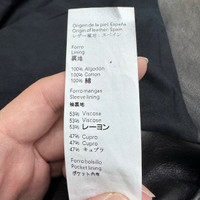 Origen de la piel: España
Origin of leather: Spain
レザー原産: スペイン
Forro
Lining
裏地
100% Algodón
100% Cotton
100% 綿
Forro mangas
Sleeve lining
袖裏地
53% Viscosa
53% Viscose
53% レーヨン
47% Cupro
47% Cupro
47% キュプラ
Forro bolsillo
Pocket lining
ポケット内布